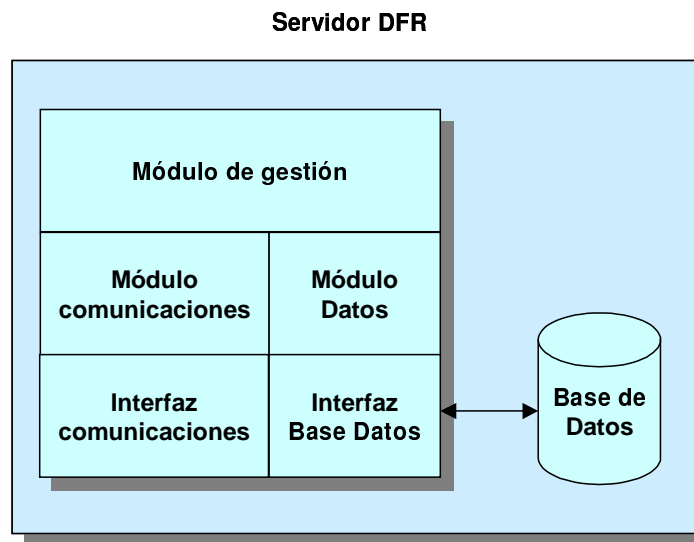 Servidor DFR
Módulo de gestión
Módulo
comunicaciones
Módulo
Datos
Interfaz
comunicaciones
Interfaz
Base Datos
Base de
Datos